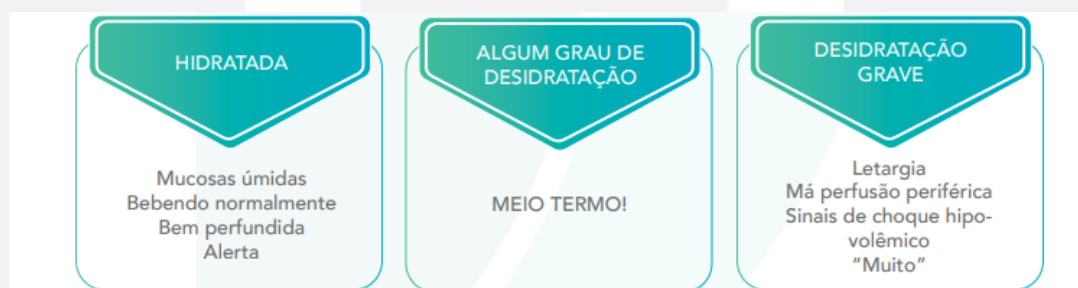 HIDRATADA
Mucosas úmidas
Bebendo normalmente
Bem perfundida
Alerta
ALGUM GRAU DE
DESIDRATAÇÃO
MEIO TERMO!
DESIDRATAÇÃO
GRAVE
Letargia
Má perfusão periférica
Sinais de choque hipo-
volêmico
“Muito”